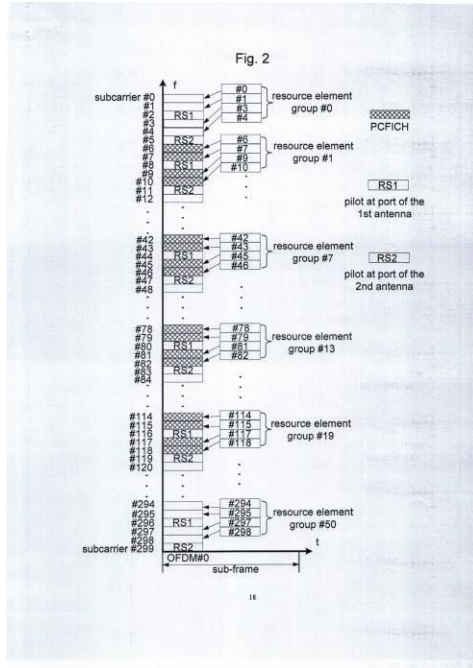 Fig. 2
f
subcarrier #0
#1
#2 RS1
#3
#4
#5 RS2
#6
#7
#8 RS1
#9
#10
#11 RS2
#12
#0
#1
#3
#4
resource element
group #0
#6
#7
#9
#10
resource element
group #1
PCFICH
RS1
pilot at port of the
1st antenna
RS2
pilot at port of the
2nd antenna
#42
#43
#44 RS1
#45
#46
#47 RS2
#48
#42
#43
#45
#46
resource element
group #7
#78
#79
#80 RS1
#81
#82
#83 RS2
#84
#78
#79
#81
#82
resource element
group #13
#114
#115
#116 RS1
#117
#118
#119 RS2
#120
#114
#115
#117
#118
resource element
group #19
#294
#295
#296 RS1
#297
#298
subcarrier #299 RS2
#294
#295
#297
#298
resource element
group #50
t
OFDM#0
sub-frame
18